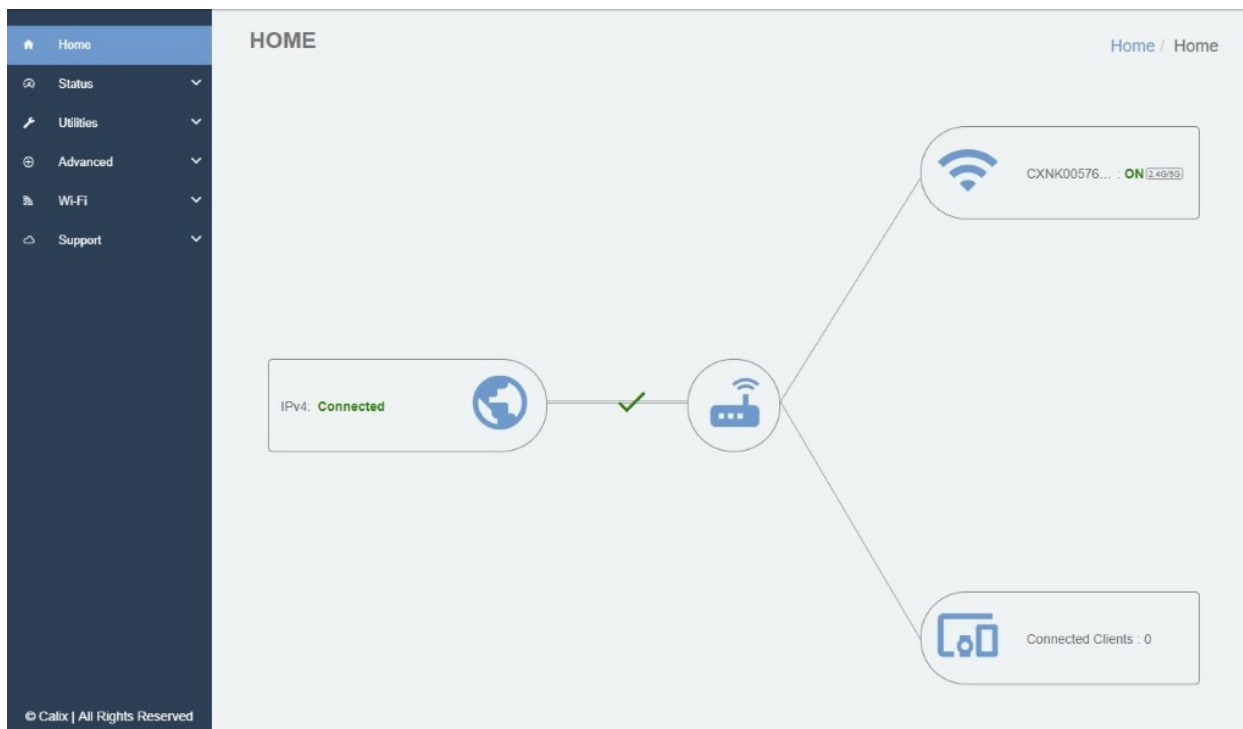 Home
Status
Utilities
Advanced
Wi-Fi
Support
© Calix | All Rights Reserved
HOME
Home / Home
CXNK00576... : ON 2.4G/5G
IPv4: Connected
Connected Clients : 0